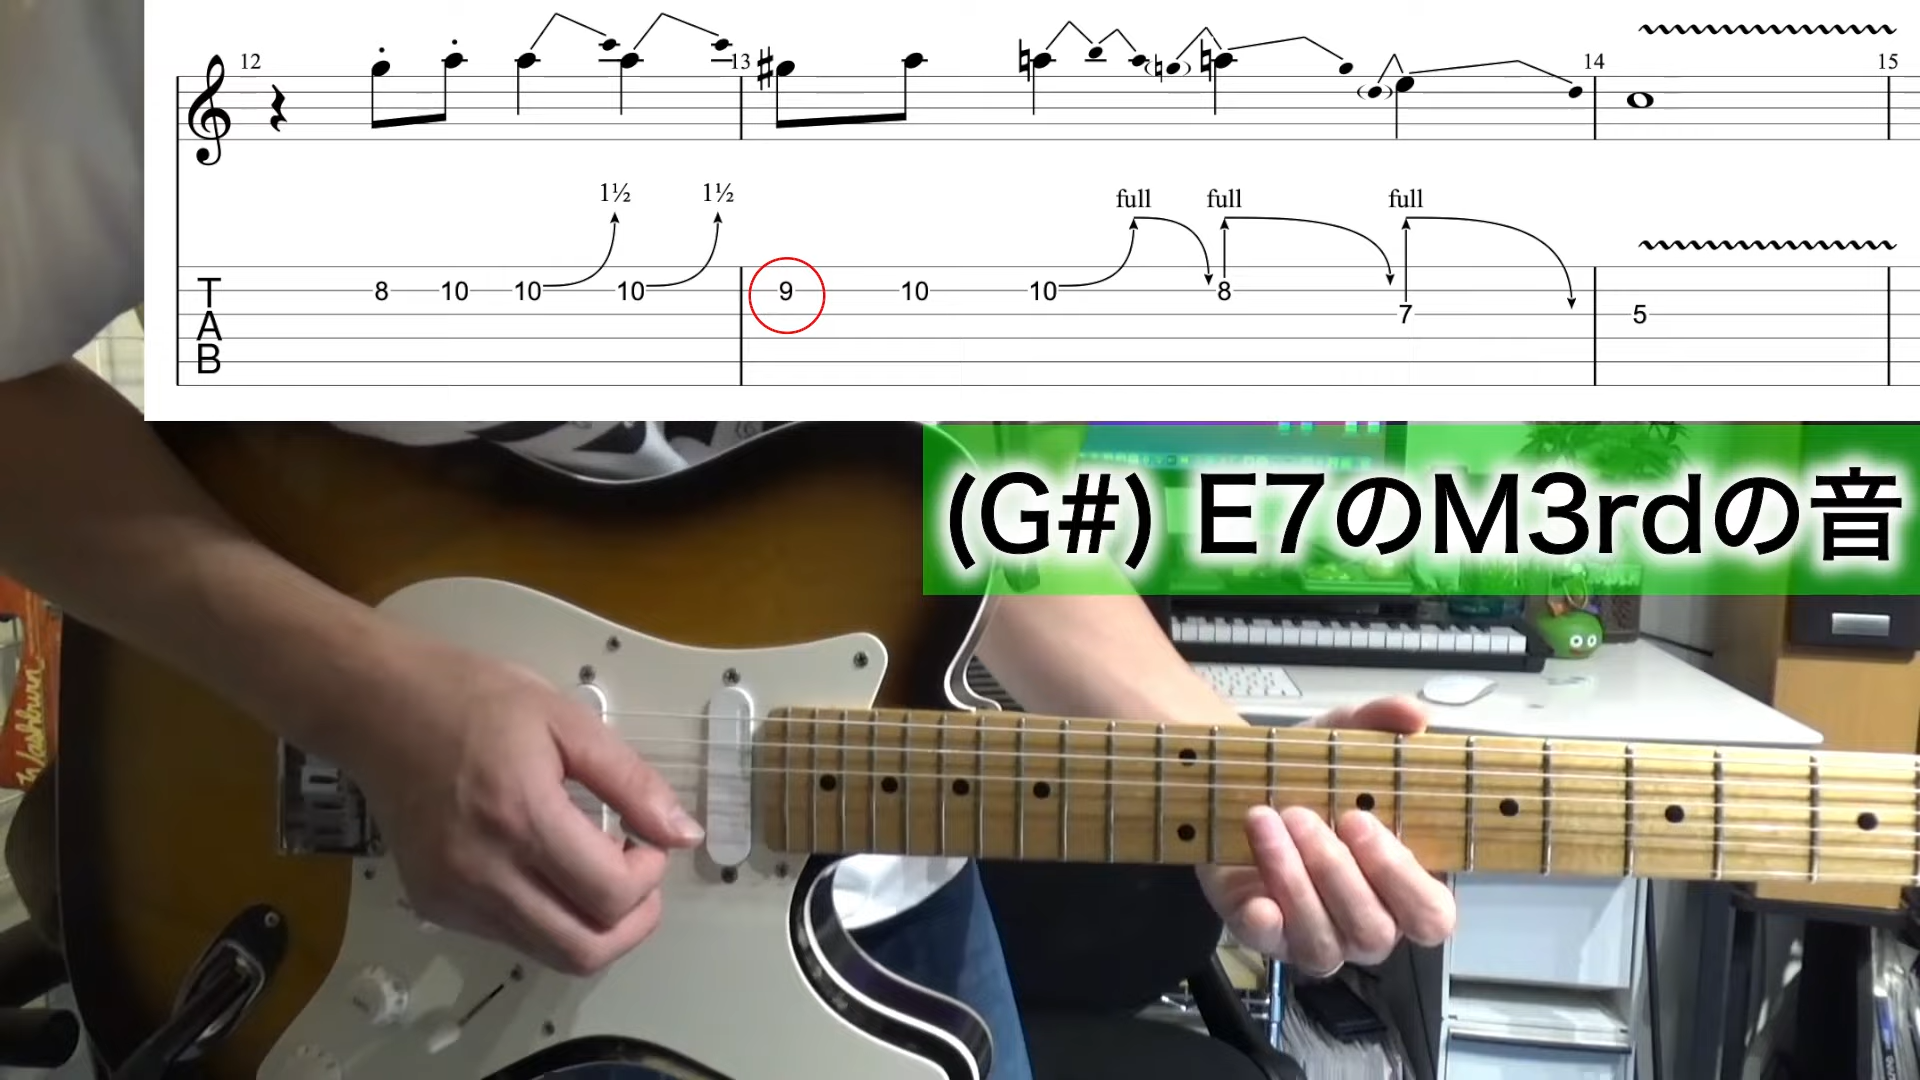 12 13 14 15
1½ 1½ full full full
T 8 10 10 10 9 10 10 8
A 7 5
B
(G#) E7のM3rdの音
Washburn